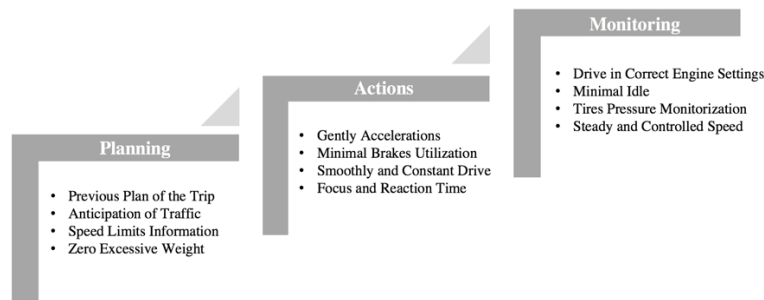 Planning
• Previous Plan of the Trip
• Anticipation of Traffic
• Speed Limits Information
• Zero Excessive Weight
Actions
• Gently Accelerations
• Minimal Brakes Utilization
• Smoothly and Constant Drive
• Focus and Reaction Time
Monitoring
• Drive in Correct Engine Settings
• Minimal Idle
• Tires Pressure Monitorization
• Steady and Controlled Speed